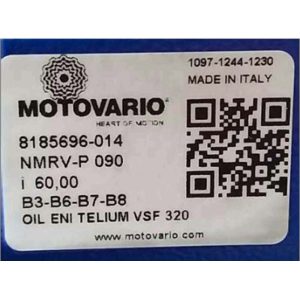 1097-1244-1230
MADE IN ITALY
MOTOVARIO®
HEART OF MOTION
8185696-014
NMRV-P 090
i 60,00
B3-B6-B7-B8
OIL ENI TELIUM VSF 320
www.motovario.com